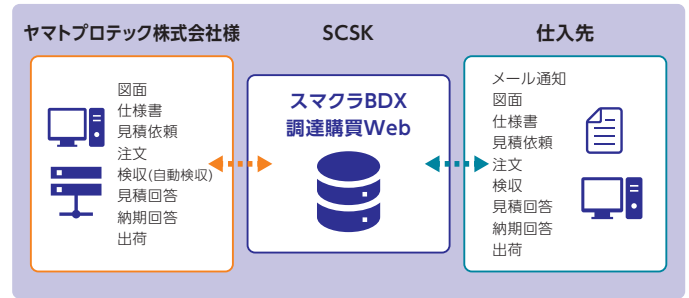 ヤマトプロテック株式会社様
図面
仕様書
見積依頼
注文
検収(自動検収)
見積回答
納期回答
出荷
SCSK
スマクラBDX
調達購買Web
仕入先
メール通知
図面
仕様書
見積依頼
注文
検収
見積回答
納期回答
出荷